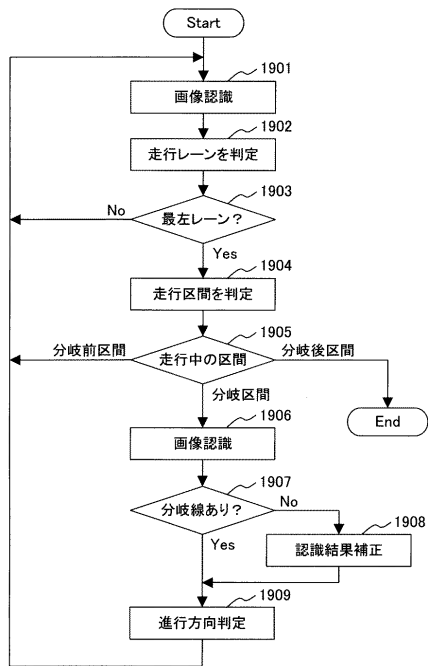 Start
1901
画像認識
1902
走行レーンを判定
1903
最左レーン?
No
Yes
1904
走行区間を判定
1905
分岐前区間
走行中の区間
分岐後区間
分岐区間
End
1906
画像認識
1907
分岐線あり?
No
Yes
1908
認識結果補正
1909
進行方向判定